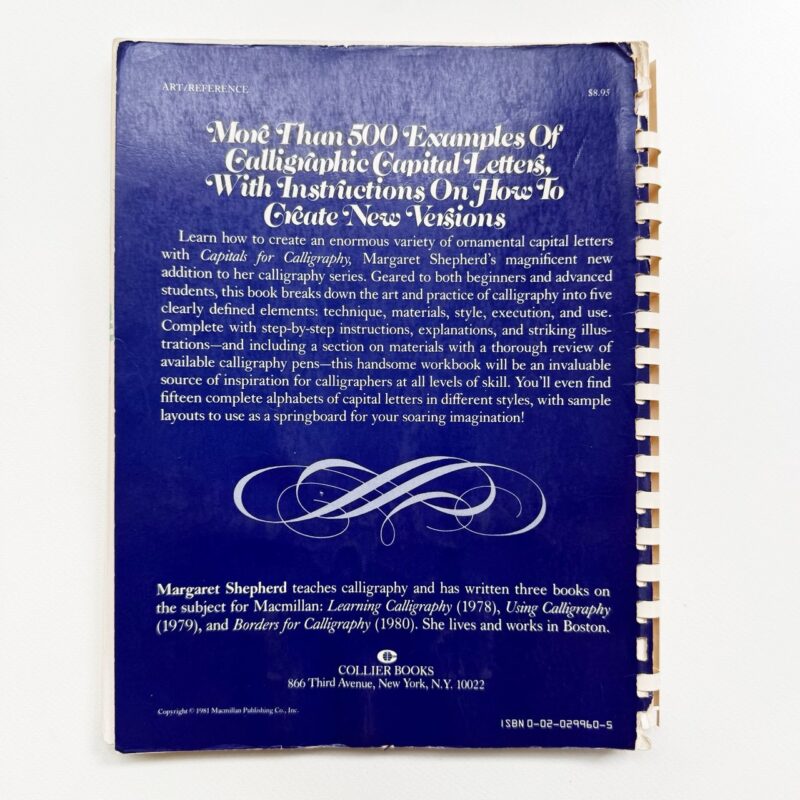 ART/REFERENCE
$8.95
More Than 500 Examples Of
Calligraphic Capital Letters,
With Instructions On How To
Create New Versions
Learn how to create an enormous variety of ornamental capital letters
with Capitals for Calligraphy, Margaret Shepherd's magnificent new
addition to her calligraphy series. Geared to both beginners and advanced
students, this book breaks down the art and practice of calligraphy into five
clearly defined elements: technique, materials, style, execution, and use.
Complete with step-by-step instructions, explanations, and striking illus-
trations—and including a section on materials with a thorough review of
available calligraphy pens—this handsome workbook will be an invaluable
source of inspiration for calligraphers at all levels of skill. You'll even find
fifteen complete alphabets of capital letters in different styles, with sample
layouts to use as a springboard for your soaring imagination!
Margaret Shepherd teaches calligraphy and has written three books on
the subject for Macmillan: Learning Calligraphy (1978), Using Calligraphy
(1979), and Borders for Calligraphy (1980). She lives and works in Boston.
COLLIER BOOKS
866 Third Avenue, New York, N.Y. 10022
Copyright © 1981 Macmillan Publishing Co., Inc.
ISBN 0-02-029960-5